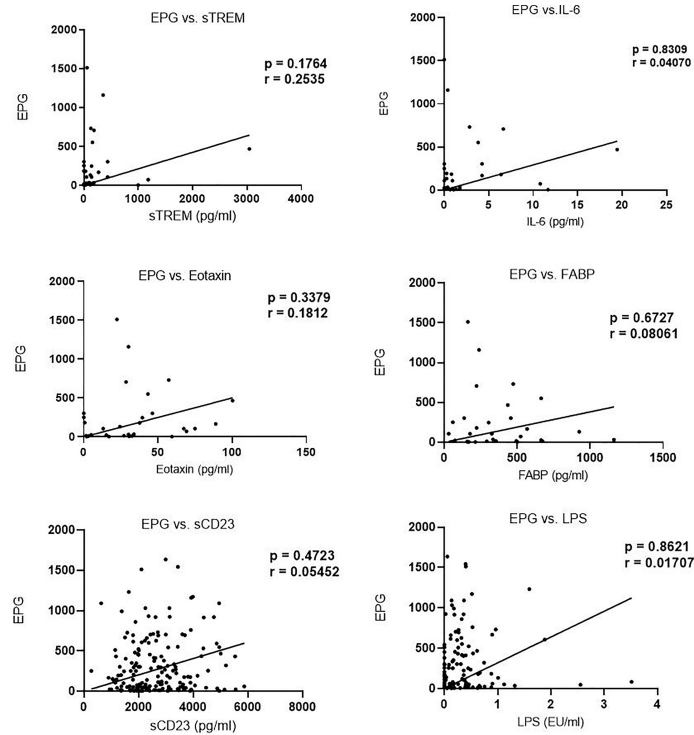 EPG vs. sTREM
p = 0.1764
r = 0.2535
EPG
2000
1500
1000
500
0
0 1000 2000 3000 4000
sTREM (pg/ml)
EPG vs.IL-6
p = 0.8309
r = 0.04070
EPG
2000
1500
1000
500
0
0 5 10 15 20 25
IL-6 (pg/ml)
EPG vs. Eotaxin
p = 0.3379
r = 0.1812
EPG
2000
1500
1000
500
0
0 50 100 150
Eotaxin (pg/ml)
EPG vs. FABP
p = 0.6727
r = 0.08061
EPG
2000
1500
1000
500
0
0 500 1000 1500
FABP (pg/ml)
EPG vs. sCD23
p = 0.4723
r = 0.05452
EPG
2000
1500
1000
500
0
0 2000 4000 6000 8000
sCD23 (pg/ml)
EPG vs. LPS
p = 0.8621
r = 0.01707
EPG
2000
1500
1000
500
0
0 1 2 3 4
LPS (EU/ml)